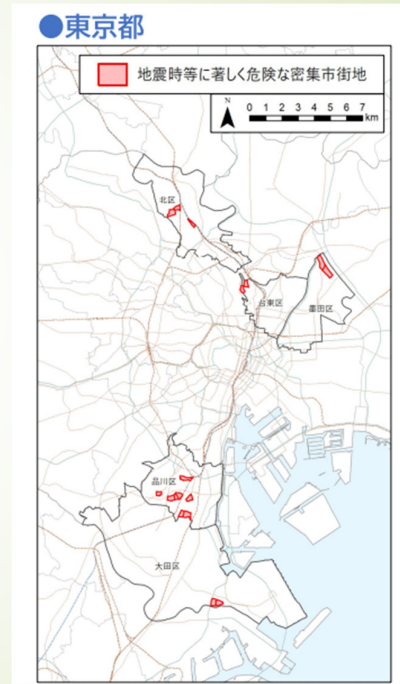 ●東京都
地震時等に著しく危険な密集市街地
N
0 1 2 3 4 5 6 7
km
北区
台東区
墨田区
品川区
大田区